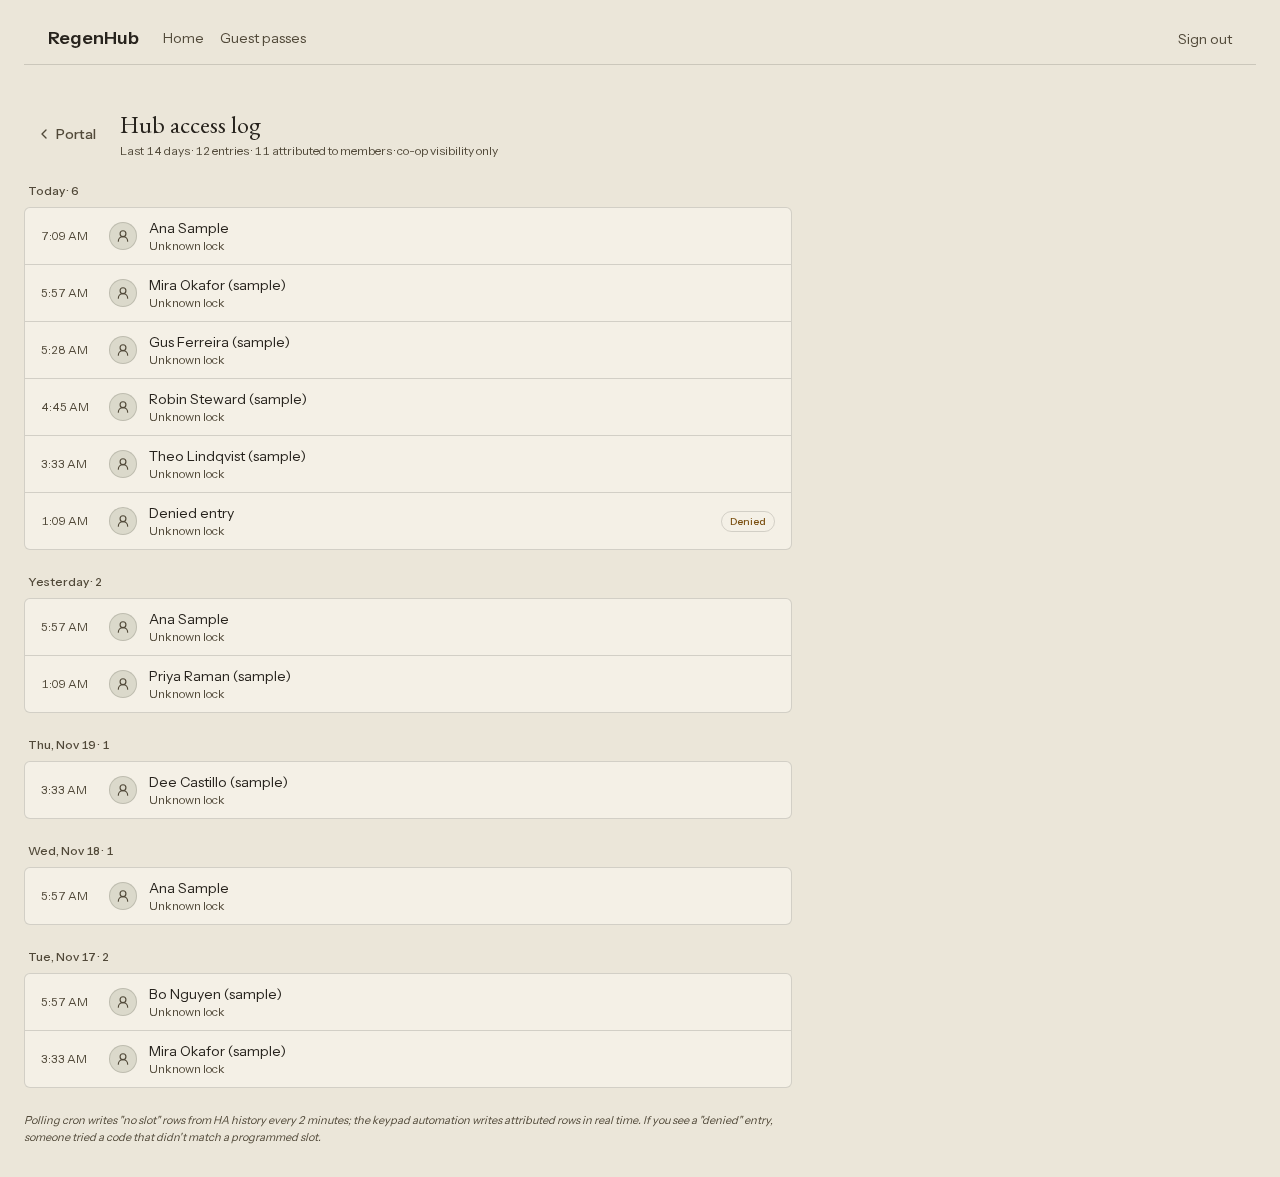 RegenHub
Home
Guest passes
Sign out
Portal
Hub access log
Last 14 days · 12 entries · 11 attributed to members · co-op visibility only
Today · 6
7:09 AM
Ana Sample
Unknown lock
5:57 AM
Mira Okafor (sample)
Unknown lock
5:28 AM
Gus Ferreira (sample)
Unknown lock
4:45 AM
Robin Steward (sample)
Unknown lock
3:33 AM
Theo Lindqvist (sample)
Unknown lock
1:09 AM
Denied entry
Unknown lock
Denied
Yesterday · 2
5:57 AM
Ana Sample
Unknown lock
1:09 AM
Priya Raman (sample)
Unknown lock
Thu, Nov 19 · 1
3:33 AM
Dee Castillo (sample)
Unknown lock
Wed, Nov 18 · 1
5:57 AM
Ana Sample
Unknown lock
Tue, Nov 17 · 2
5:57 AM
Bo Nguyen (sample)
Unknown lock
3:33 AM
Mira Okafor (sample)
Unknown lock
Polling cron writes "no slot" rows from HA history every 2 minutes; the keypad automation writes attributed rows in real time. If you see a "denied" entry,
someone tried a code that didn't match a programmed slot.